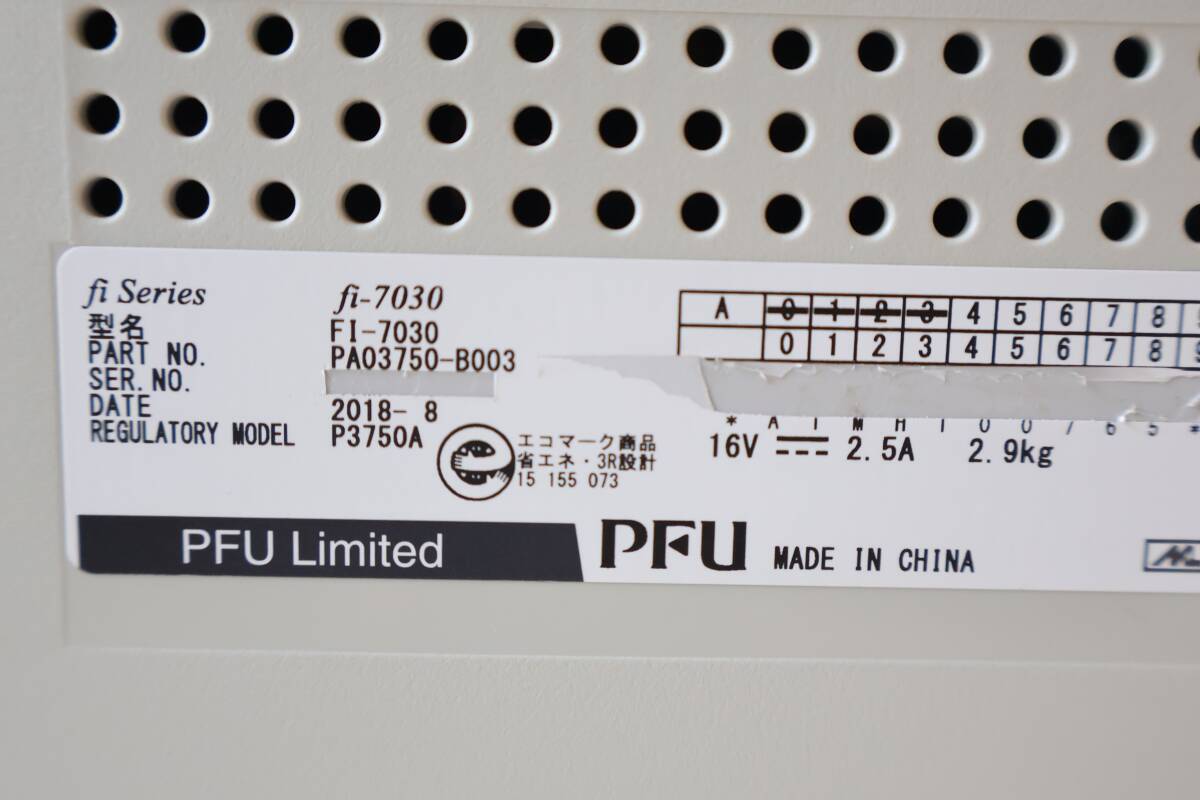 fi Series fi-7030
型名 FI-7030
PART NO. PA03750-B003
SER. NO.
DATE 2018- 8
REGULATORY MODEL P3750A
A 0 1 2 3 4 5 6 7 8
0 1 2 3 4 5 6 7 8
エコマーク商品
省エネ・3R設計
15 155 073
16V 2.5A 2.9kg
PFU Limited
PFU MADE IN CHINA